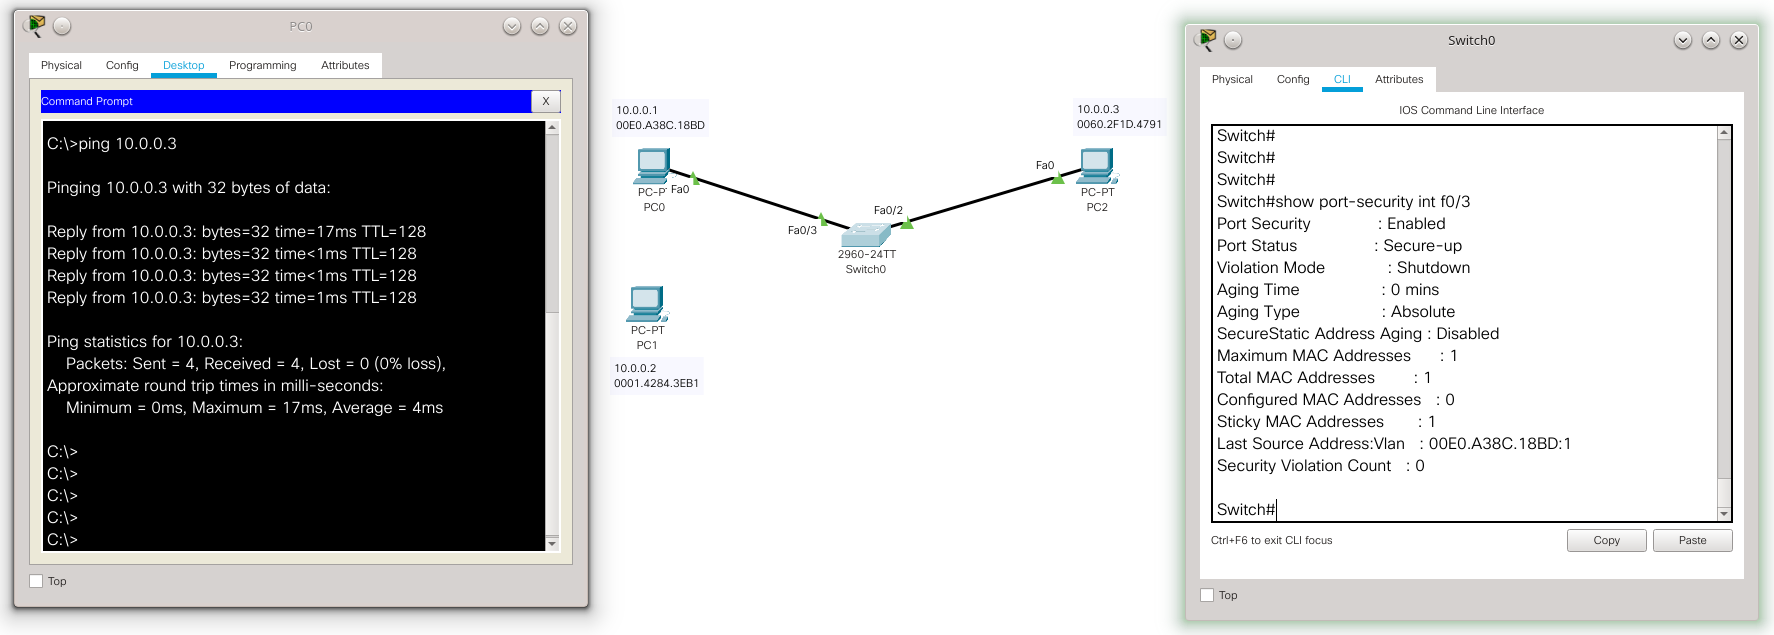 PC0
Physical Config Desktop Programming Attributes
Command Prompt X
C:\>ping 10.0.0.3
Pinging 10.0.0.3 with 32 bytes of data:
Reply from 10.0.0.3: bytes=32 time=17ms TTL=128
Reply from 10.0.0.3: bytes=32 time<1ms TTL=128
Reply from 10.0.0.3: bytes=32 time<1ms TTL=128
Reply from 10.0.0.3: bytes=32 time=1ms TTL=128
Ping statistics for 10.0.0.3:
Packets: Sent = 4, Received = 4, Lost = 0 (0% loss),
Approximate round trip times in milli-seconds:
Minimum = 0ms, Maximum = 17ms, Average = 4ms
C:\>
C:\>
C:\>
C:\>
C:\>
Top
10.0.0.1
00E0.A38C.18BD
PC-PT Fa0
PC0
10.0.0.3
0060.2F1D.4791
Fa0
PC-PT
PC2
Fa0/2
Fa0/3
2960-24TT
Switch0
PC-PT
PC1
10.0.0.2
0001.4284.3EB1
Switch0
Physical Config CLI Attributes
IOS Command Line Interface
Switch#
Switch#
Switch#
Switch#show port-security int f0/3
Port Security : Enabled
Port Status : Secure-up
Violation Mode : Shutdown
Aging Time : 0 mins
Aging Type : Absolute
SecureStatic Address Aging : Disabled
Maximum MAC Addresses : 1
Total MAC Addresses : 1
Configured MAC Addresses : 0
Sticky MAC Addresses : 1
Last Source Address:Vlan : 00E0.A38C.18BD:1
Security Violation Count : 0
Switch#
Ctrl+F6 to exit CLI focus Copy Paste
Top